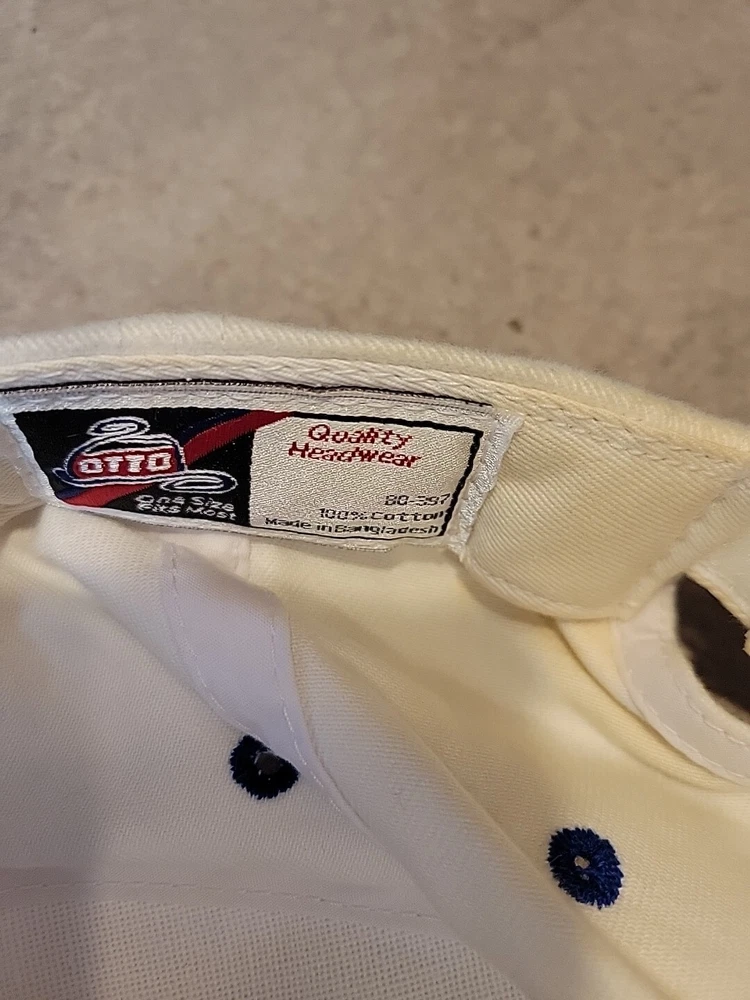 OTTO
One Size
Fits Most
Quality
Headwear
80-397
100% Cotton
Made in Bangladesh